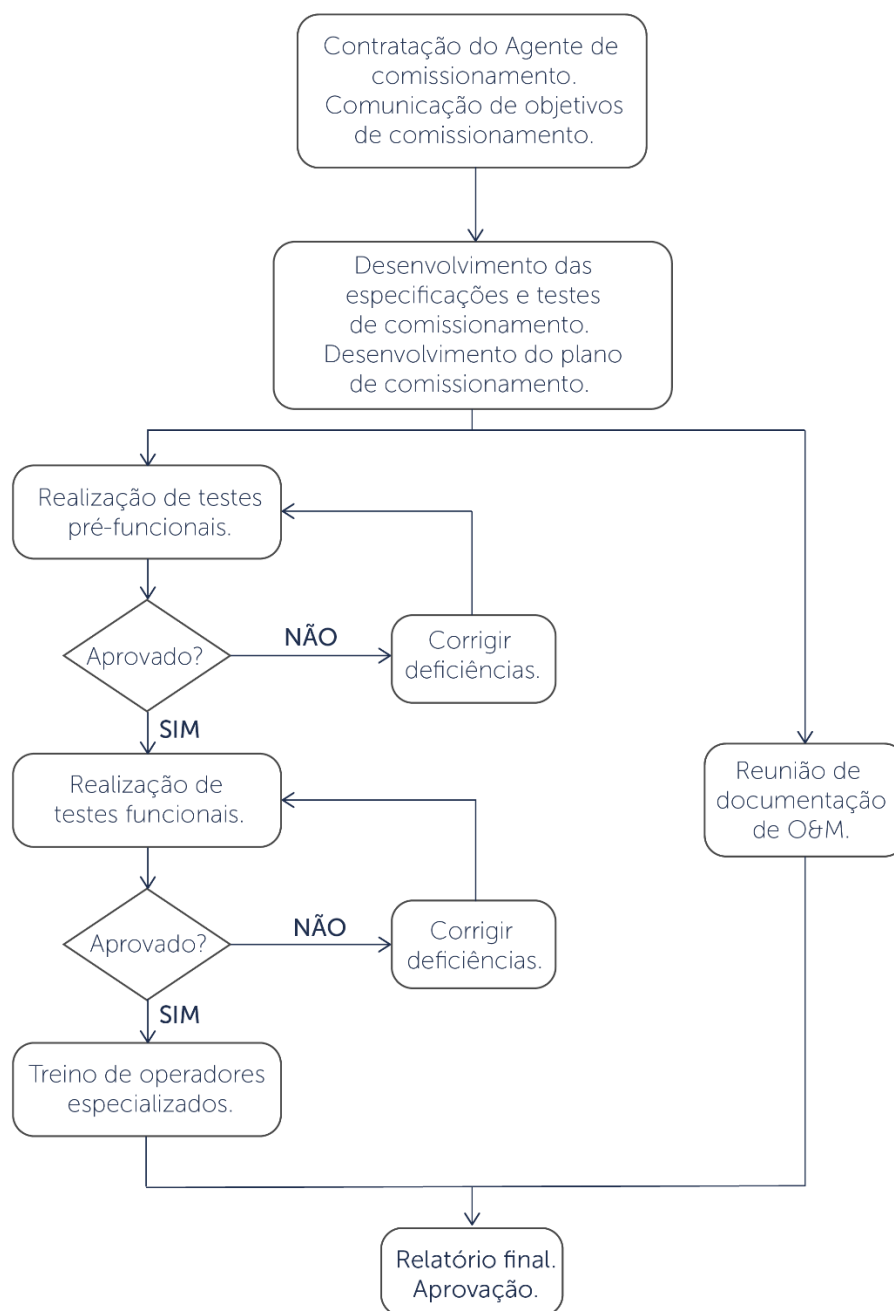 Contratação do Agente de
comissionamento.
Comunicação de objetivos
de comissionamento.
Desenvolvimento das
especificações e testes
de comissionamento.
Desenvolvimento do plano
de comissionamento.
Realização de testes
pré-funcionais.
Aprovado?
NÃO
Corrigir
deficiências.
SIM
Realização de
testes funcionais.
Reunião de
documentação
de O&M.
Aprovado?
NÃO
Corrigir
deficiências.
SIM
Treino de operadores
especializados.
Relatório final.
Aprovação.